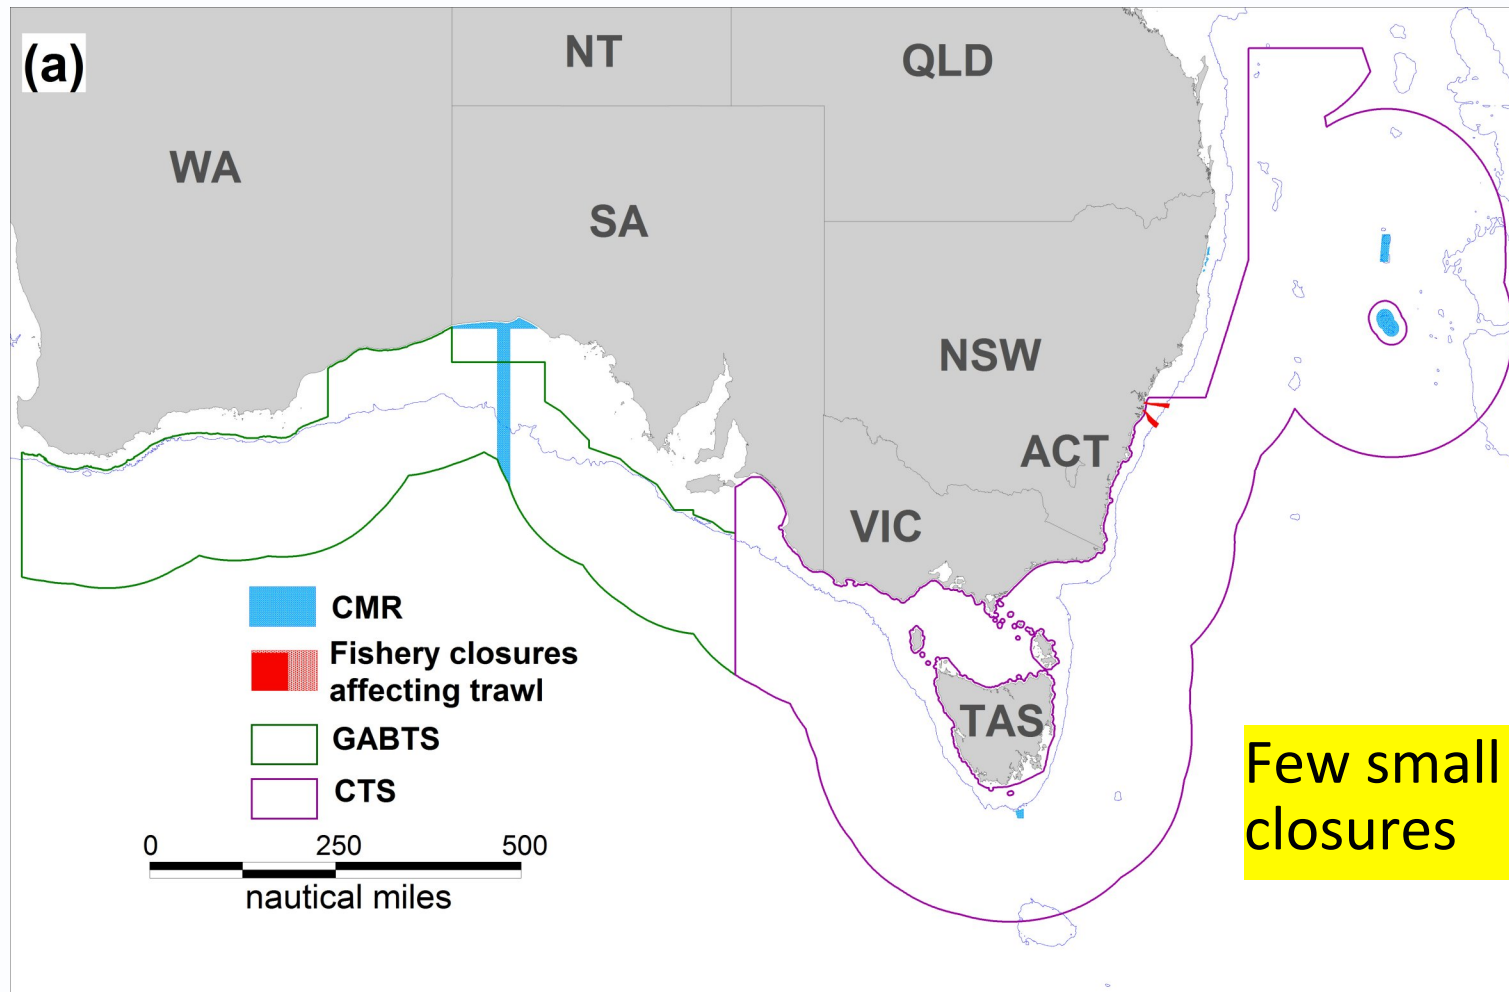 (a)
NT
QLD
WA
SA
NSW
ACT
VIC
TAS
CMR
Fishery closures
affecting trawl
GABTS
CTS
0 250 500
nautical miles
Few small
closures